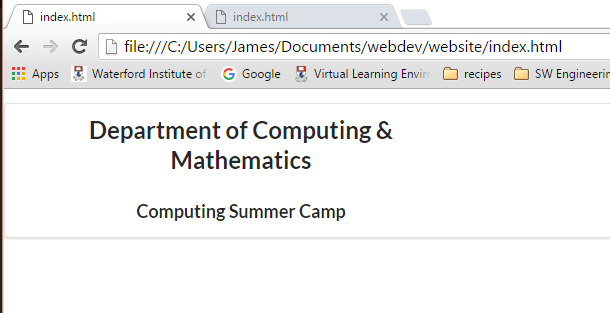 index.html index.html
file:///C:/Users/James/Documents/webdev/website/index.html
Apps Waterford Institute of Google Virtual Learning Enviro recipes SW Engineerin
Department of Computing &
Mathematics
Computing Summer Camp